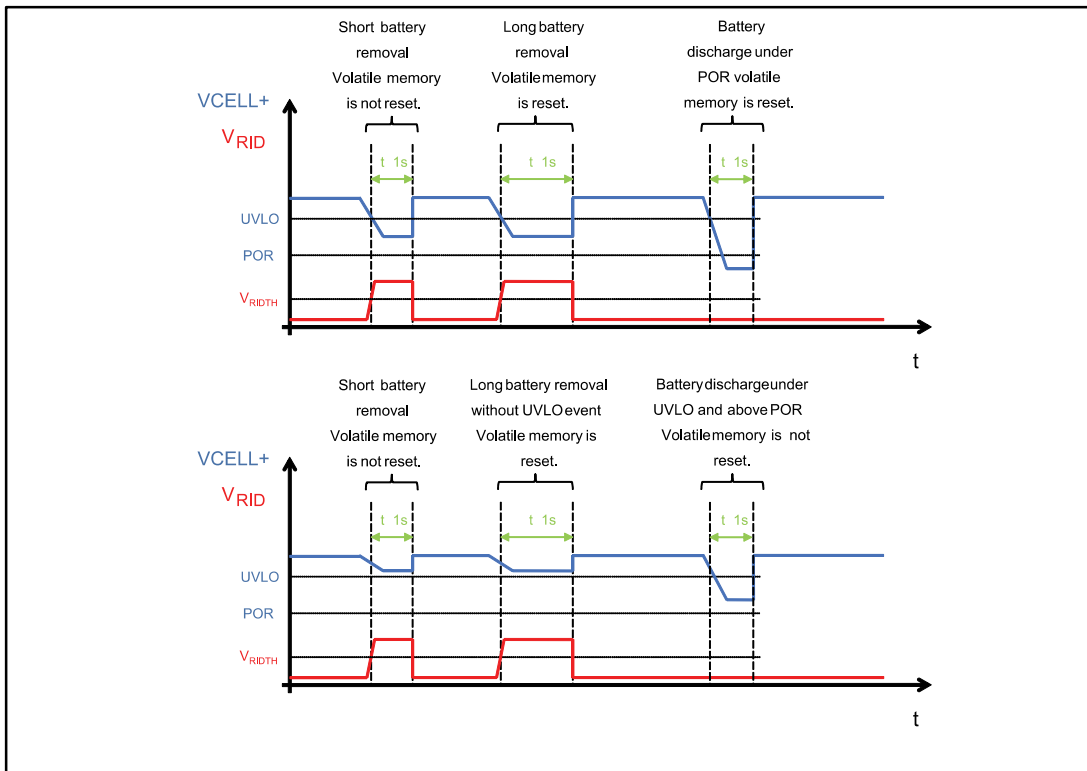 Short battery
removal
Volatile memory
is not reset.
Long battery
removal
Volatile memory
is reset.
Battery
discharge under
POR volatile
memory is reset.
VCELL+
VRID
t 1s
t 1s
t 1s
UVLO
POR
VRIDTH
t
Short battery
removal
Volatile memory
is not reset.
Long battery removal
without UVLO event
Volatile memory is
reset.
Battery discharge under
UVLO and above POR
Volatile memory is not
reset.
VCELL+
VRID
t 1s
t 1s
t 1s
UVLO
POR
VRIDTH
t